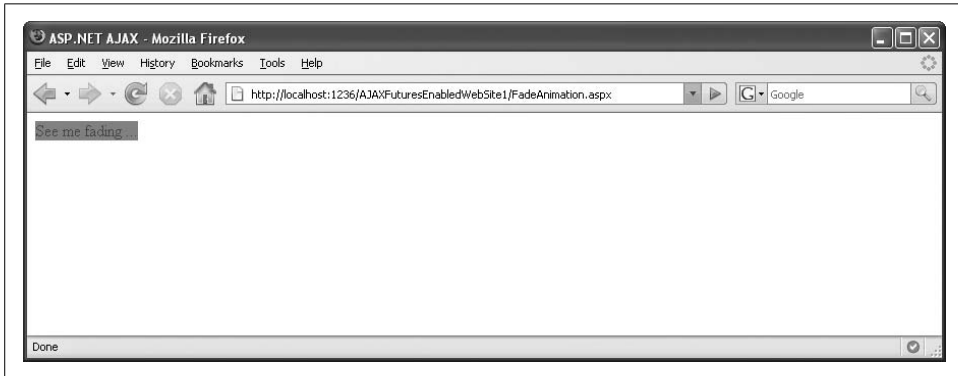 ASP.NET AJAX - Mozilla Firefox
File Edit View History Bookmarks Tools Help
http://localhost:1236/AJAXFuturesEnabledWebSite1/FadeAnimation.aspx G Google
See me fading ...
Done